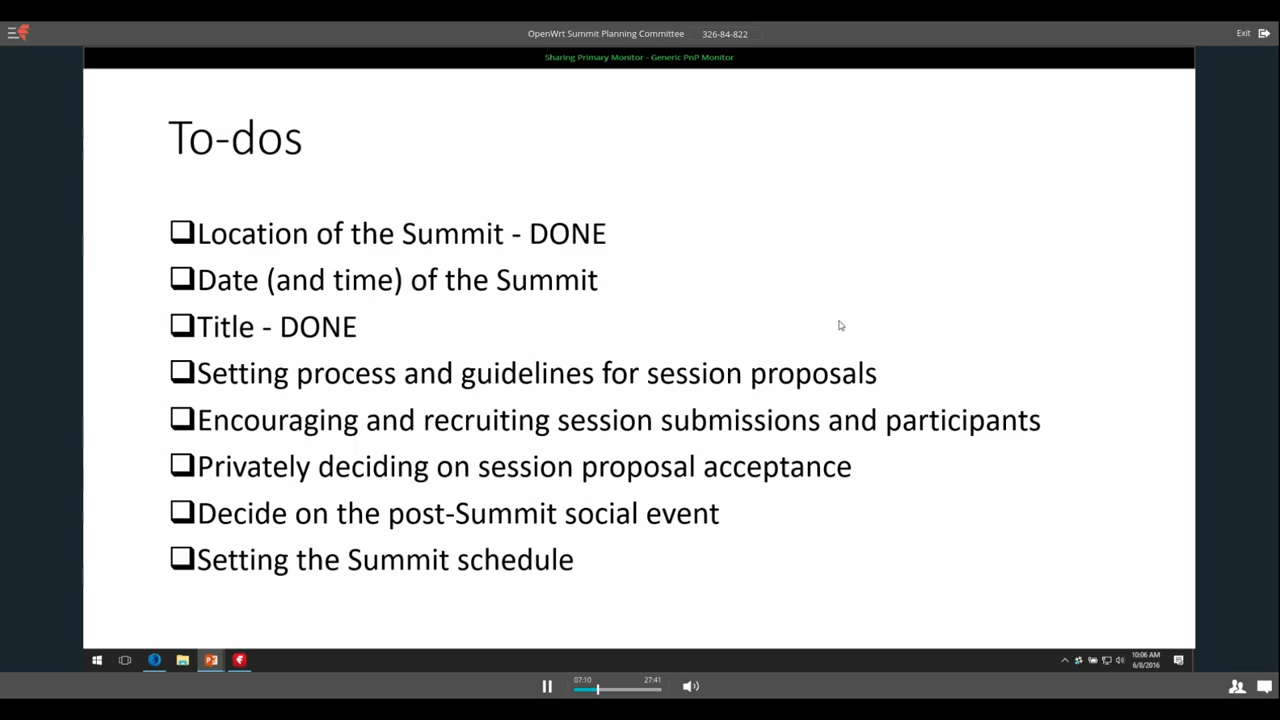 OpenWrt Summit Planning Committee 326-84-822
Exit
Sharing Primary Monitor - Generic PnP Monitor
To-dos
Location of the Summit - DONE
Date (and time) of the Summit
Title - DONE
Setting process and guidelines for session proposals
Encouraging and recruiting session submissions and participants
Privately deciding on session proposal acceptance
Decide on the post-Summit social event
Setting the Summit schedule
10:06 AM
6/8/2016
07:10 27:41